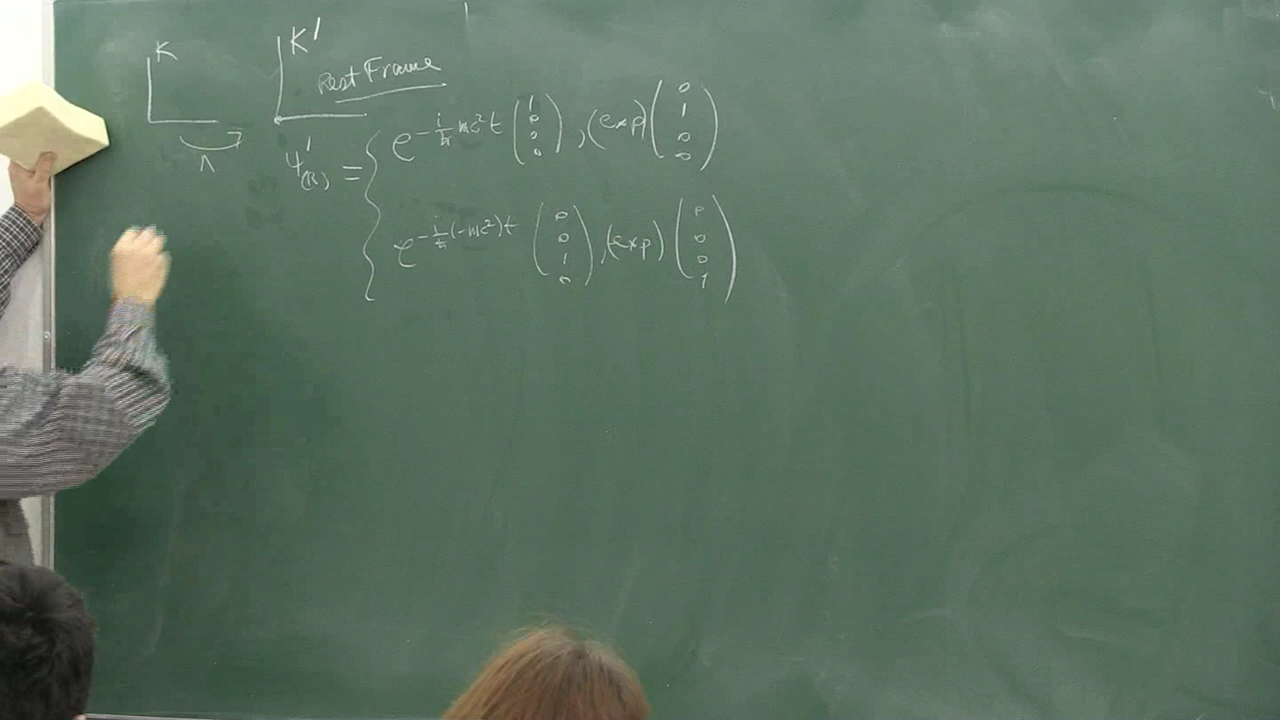 K K'
Rest Frame
Λ
Ψ'(R) = { e^{-i/ħ mc² t} (1 0 0 0), (exp) (0 1 0 0)
e^{-i/ħ (-mc²) t} (0 0 1 0), (exp) (0 0 0 1)